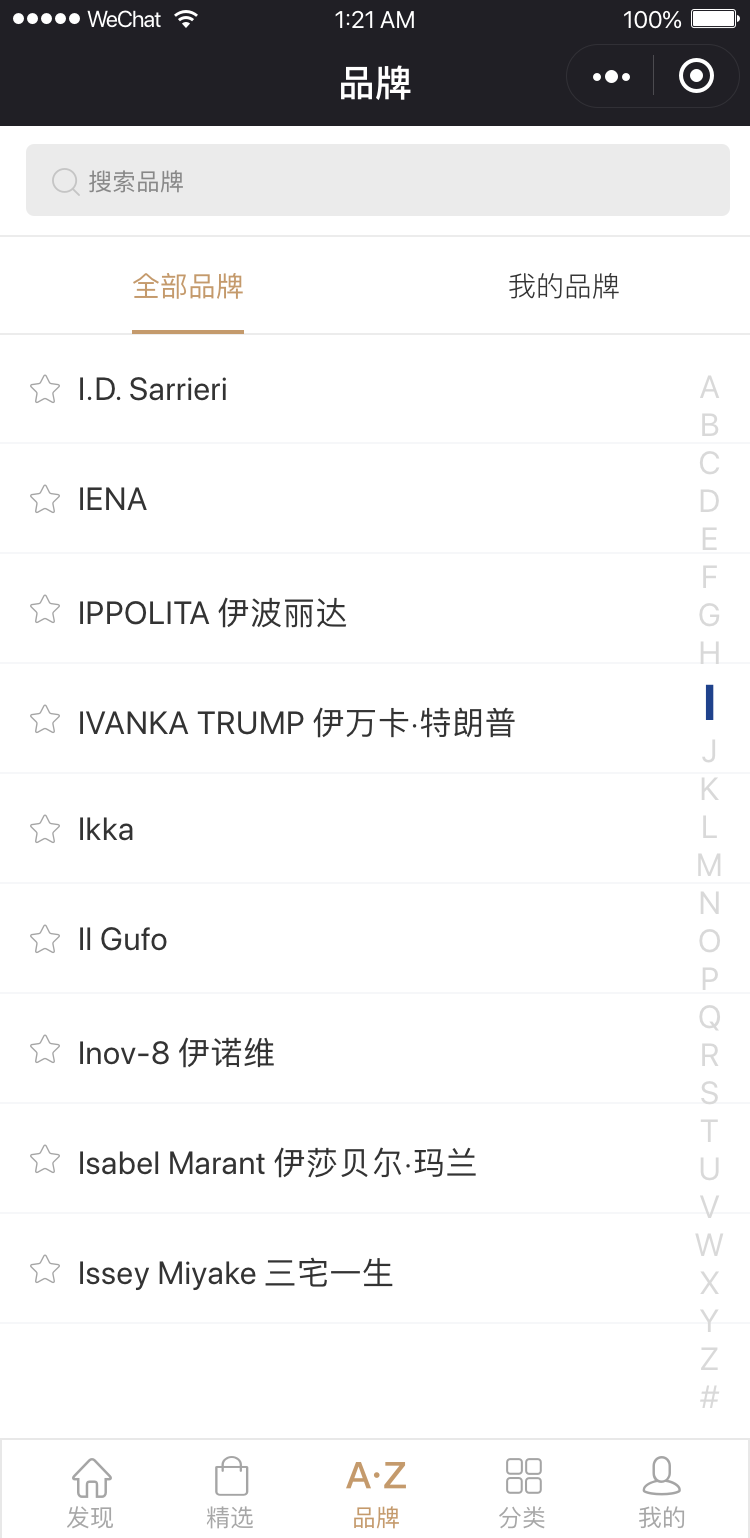 WeChat 1:21 AM 100%
品牌
搜索品牌
全部品牌 我的品牌
I.D. Sarrieri
IENA
IPPOLITA 伊波丽达
IVANKA TRUMP 伊万卡·特朗普
Ikka
Il Gufo
Inov-8 伊诺维
Isabel Marant 伊莎贝尔·玛兰
Issey Miyake 三宅一生
A
B
C
D
E
F
G
H
I
J
K
L
M
N
O
P
Q
R
S
T
U
V
W
X
Y
Z
#
A·Z
发现 精选 品牌 分类 我的